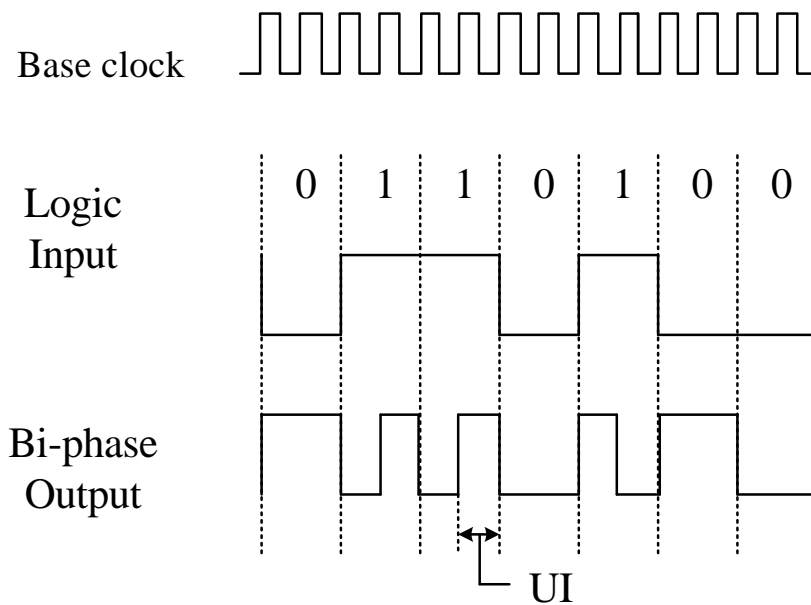 Base clock
0 1 1 0 1 0 0
Logic
Input
Bi-phase
Output
UI